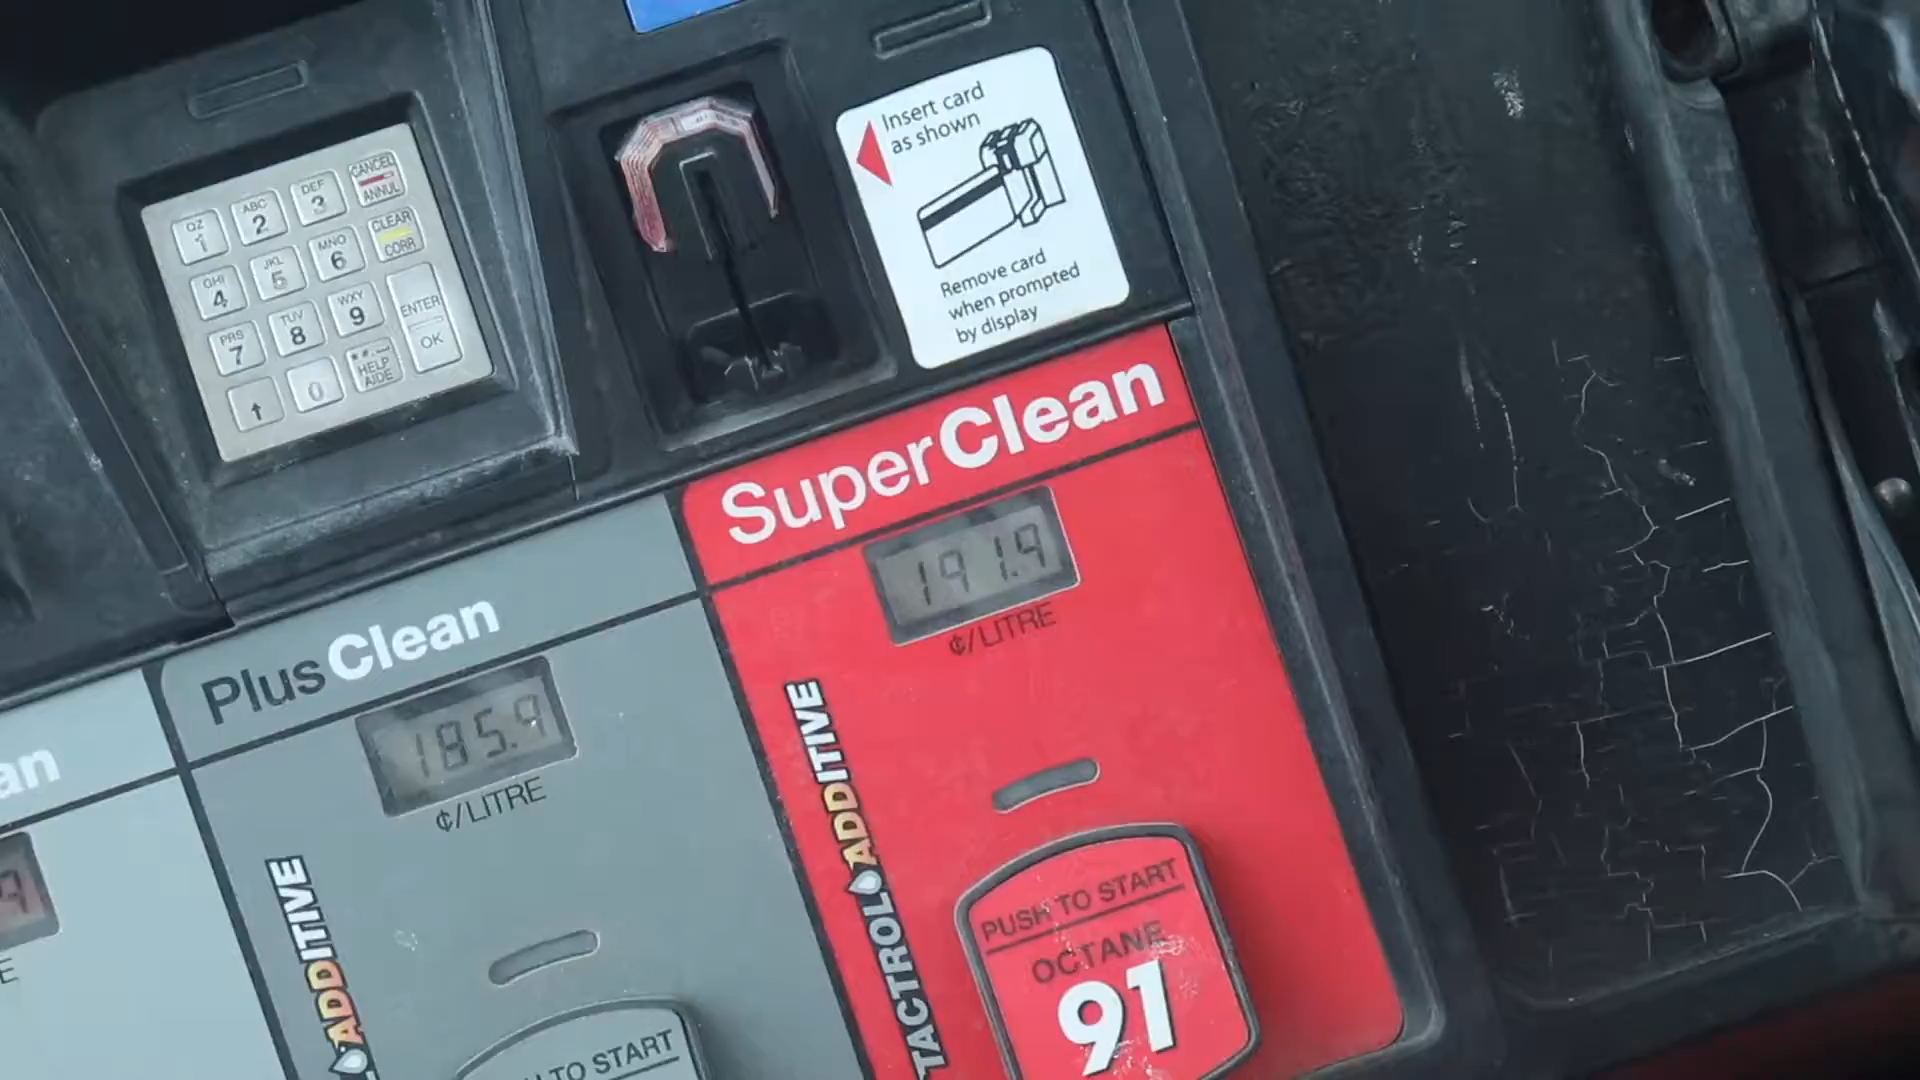 QZ
1
ABC
2
DEF
3
CANCEL
ANNUL
GHI
4
JKL
5
MNO
6
CLEAR
CORR
PRS
7
TUV
8
WXY
9
ENTER
OK
0
HELP
AIDE
Insert card
as shown
Remove card
when prompted
by display
SuperClean
191.9
¢/LITRE
TACTROL ADDITIVE
PUSH TO START
OCTANE
91
PlusClean
185.9
¢/LITRE
ADDITIVE
TO START
an
9
E